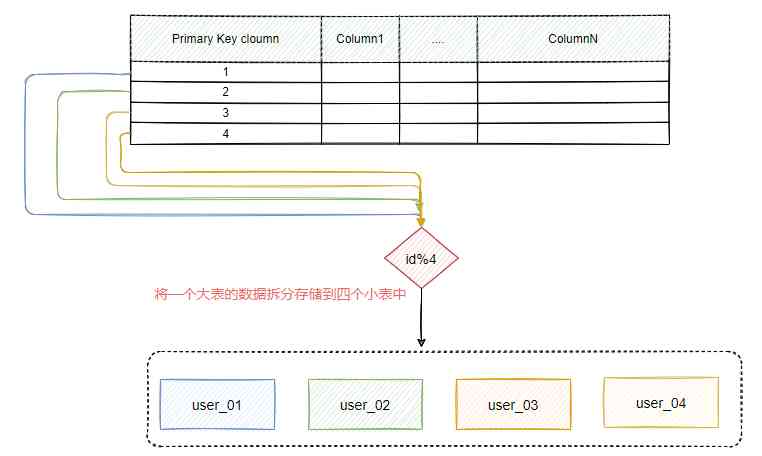 Primary Key cloumn Column1 .... ColumnN
1
2
3
4
id%4
将一个大表的数据拆分存储到四个小表中
user_01 user_02 user_03 user_04